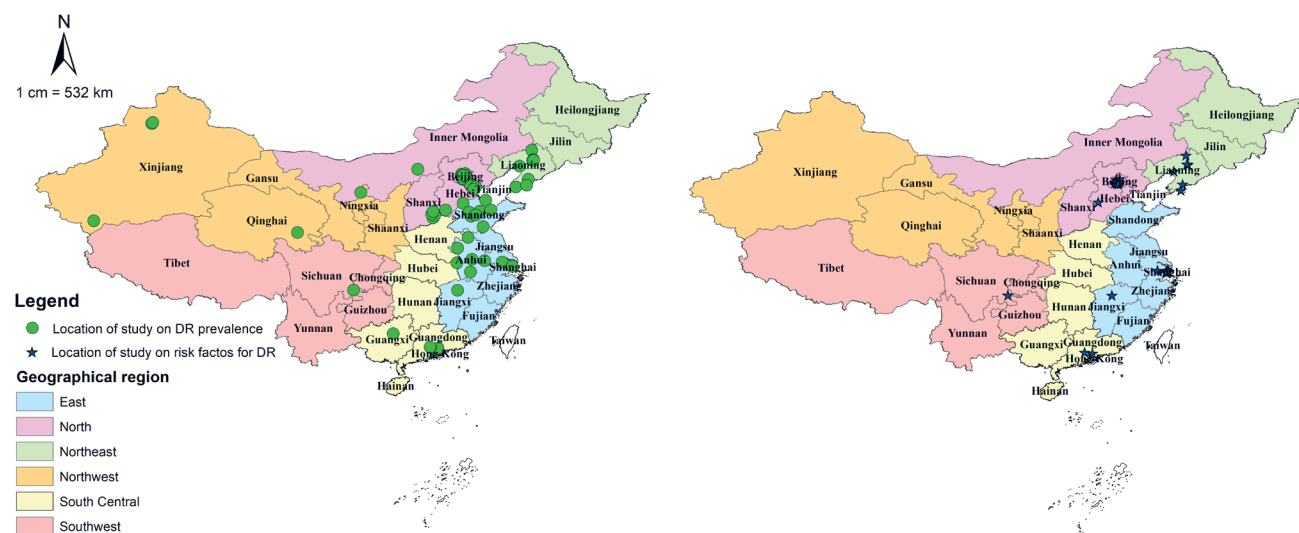 N
1 cm = 532 km
Heilongjiang
Jilin
Inner Mongolia
Liaoning
Xinjiang
Gansu
Beijing
Tianjin
Hebei
Ningxia
Shanxi
Shandong
Qinghai
Shaanxi
Henan
Jiangsu
Tibet
Anhui
Shanghai
Sichuan
Hubei
Chongqing
Zhejiang
Hunan
Jiangxi
Guizhou
Fujian
Yunnan
Guangxi
Guangdong
Hong Kong
Taiwan
Hainan
Legend
Location of study on DR prevalence
Location of study on risk factos for DR
Geographical region
East
North
Northeast
Northwest
South Central
Southwest
Heilongjiang
Jilin
Inner Mongolia
Liaoning
Xinjiang
Gansu
Beijing
Tianjin
Hebei
Shanxi
Ningxia
Shandong
Qinghai
Shaanxi
Henan
Jiangsu
Tibet
Anhui
Shanghai
Sichuan
Hubei
Chongqing
Zhejiang
Hunan
Jiangxi
Guizhou
Fujian
Yunnan
Guangxi
Guangdong
Hong Kong
Taiwan
Hainan